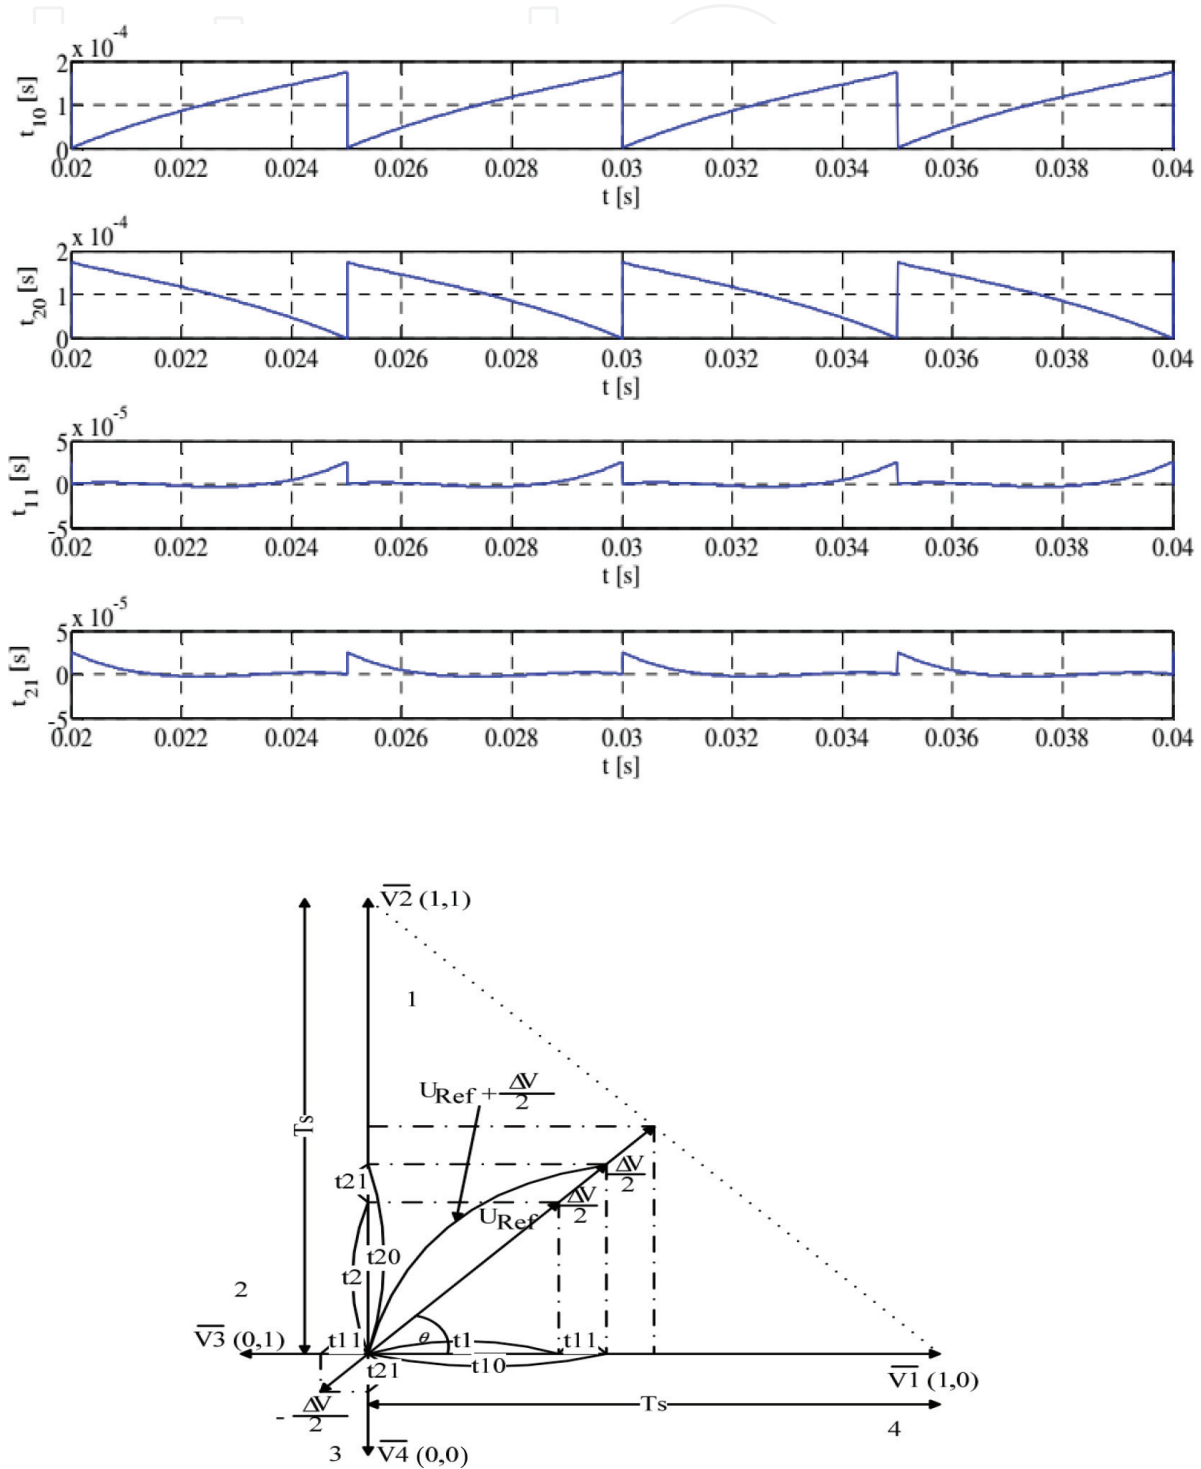 x 10-4
2
1
0
t10 [s]
0.02 0.022 0.024 0.026 0.028 0.03 0.032 0.034 0.036 0.038 0.04
t [s]
x 10-4
2
1
0
t20 [s]
0.02 0.022 0.024 0.026 0.028 0.03 0.032 0.034 0.036 0.038 0.04
t [s]
x 10-5
5
0
-5
t11 [s]
0.02 0.022 0.024 0.026 0.028 0.03 0.032 0.034 0.036 0.038 0.04
t [s]
x 10-5
5
0
-5
t21 [s]
0.02 0.022 0.024 0.026 0.028 0.03 0.032 0.034 0.036 0.038 0.04
t [s]
V2 (1,1)
1
URef + ΔV/2
Ts
t21
ΔV/2
ΔV/2
URef
t20
t2
2
V3 (0,1)
t11
θ
t1
t11
t21
t10
V1 (1,0)
Ts
- ΔV/2
4
3
V4 (0,0)